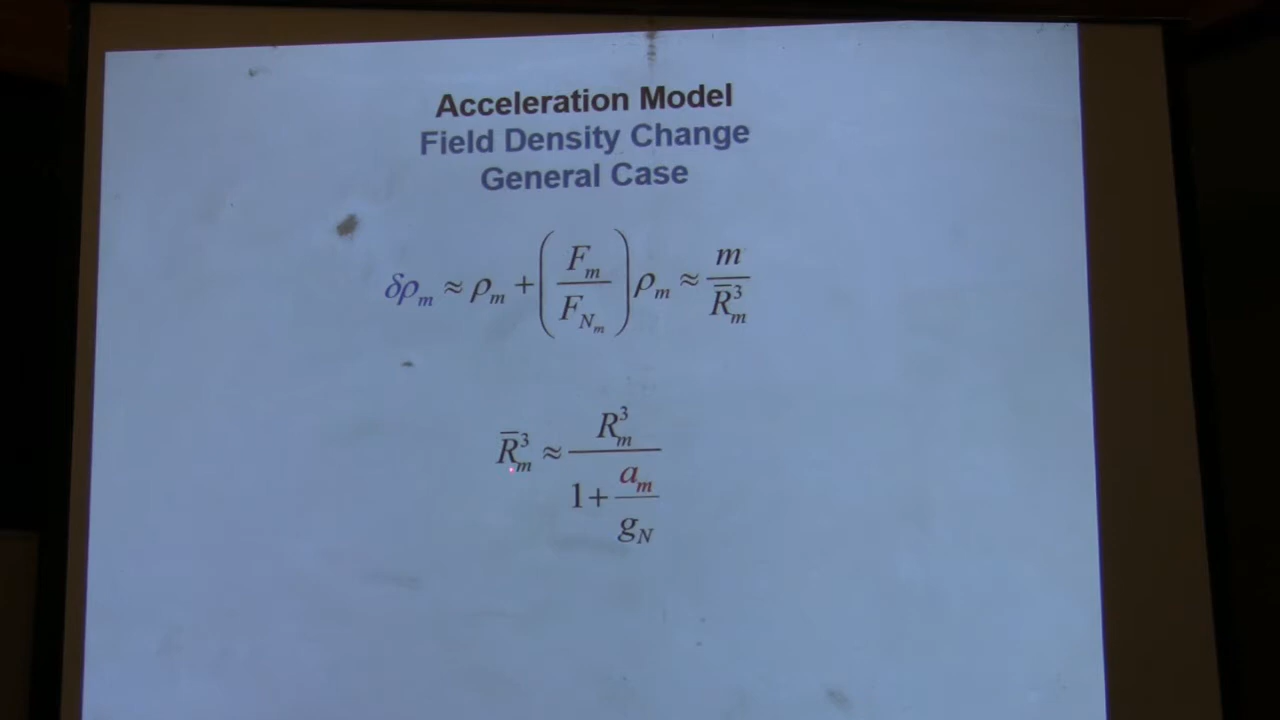 Acceleration Model
Field Density Change
General Case
δρ_m ≈ ρ_m + (F_m / F_{N_m}) ρ_m ≈ m / R̄_m^3
R̄_m^3 ≈ R_m^3 / (1 + a_m / g_N)